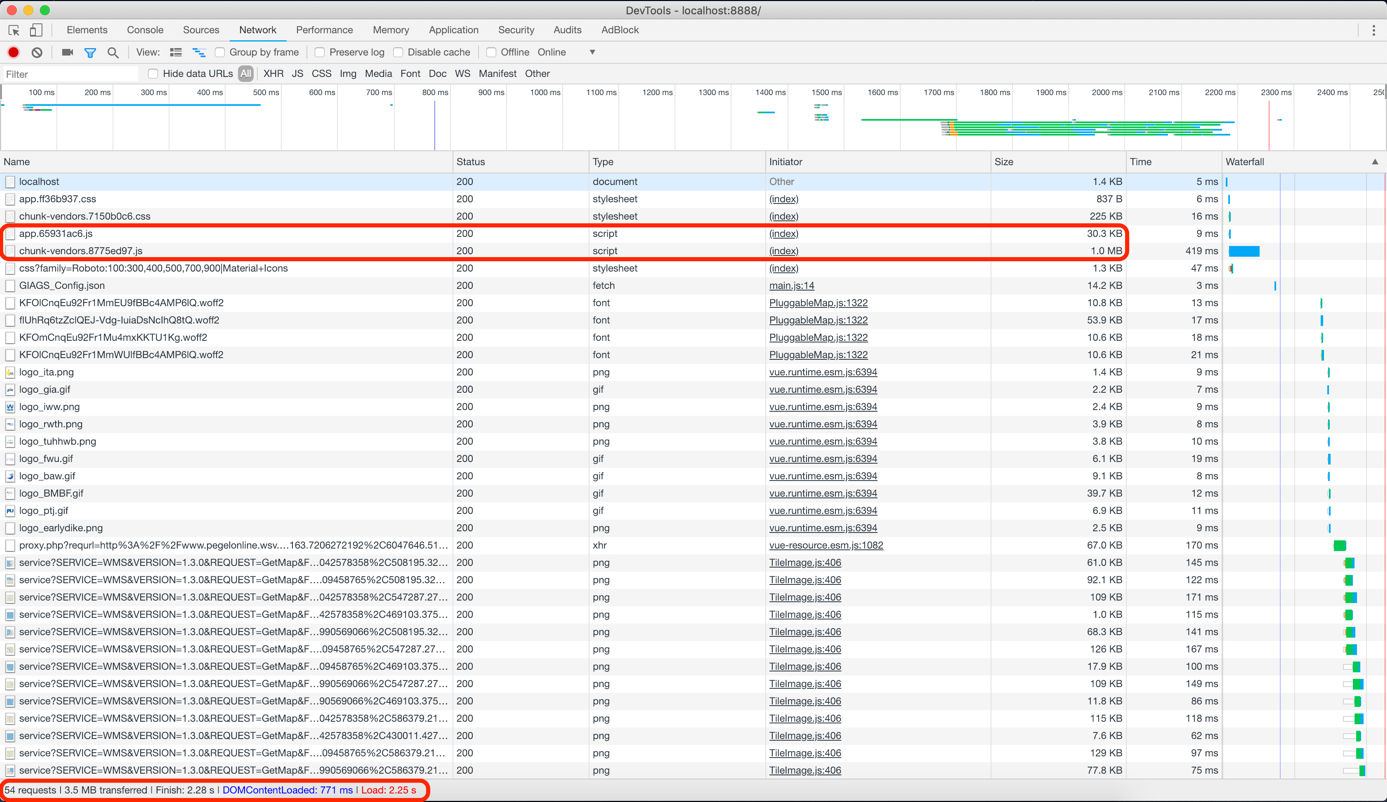 DevTools - localhost:8888/
Elements Console Sources Network Performance Memory Application Security Audits AdBlock
View: Group by frame Preserve log Disable cache Offline Online
Filter Hide data URLs All XHR JS CSS Img Media Font Doc WS Manifest Other
100 ms 200 ms 300 ms 400 ms 500 ms 600 ms 700 ms 800 ms 900 ms 1000 ms 1100 ms 1200 ms 1300 ms 1400 ms 1500 ms 1600 ms 1700 ms 1800 ms 1900 ms 2000 ms 2100 ms 2200 ms 2300 ms 2400 ms
Name Status Type Initiator Size Time Waterfall
localhost 200 document Other 1.4 KB 5 ms
app.ff36b937.css 200 stylesheet (index) 837 B 6 ms
chunk-vendors.7150b0c6.css 200 stylesheet (index) 225 KB 16 ms
app.65931ac6.js 200 script (index) 30.3 KB 9 ms
chunk-vendors.8775ed97.js 200 script (index) 1.0 MB 419 ms
css?family=Roboto:100:300,400,500,700,900|Material+Icons 200 stylesheet (index) 1.3 KB 47 ms
GIAGS_Config.json 200 fetch main.js:14 14.2 KB 3 ms
KFOlCnqEu92Fr1MmEU9fBBc4AMP6lQ.woff2 200 font PluggableMap.js:1322 10.8 KB 13 ms
flUhRq6tzZclQEJ-Vdg-IuiaDsNcIhQ8tQ.woff2 200 font PluggableMap.js:1322 53.9 KB 17 ms
KFOmCnqEu92Fr1Mu4mxKKTU1Kg.woff2 200 font PluggableMap.js:1322 10.6 KB 18 ms
KFOlCnqEu92Fr1MmWUlfBBc4AMP6lQ.woff2 200 font PluggableMap.js:1322 10.6 KB 21 ms
logo_ita.png 200 png vue.runtime.esm.js:6394 1.4 KB 9 ms
logo_gia.gif 200 gif vue.runtime.esm.js:6394 2.2 KB 7 ms
logo_iww.png 200 png vue.runtime.esm.js:6394 2.4 KB 9 ms
logo_rwth.png 200 png vue.runtime.esm.js:6394 3.9 KB 8 ms
logo_tuhhwb.png 200 png vue.runtime.esm.js:6394 3.8 KB 10 ms
logo_fwu.gif 200 gif vue.runtime.esm.js:6394 6.1 KB 19 ms
logo_baw.gif 200 gif vue.runtime.esm.js:6394 9.1 KB 8 ms
logo_BMBF.gif 200 gif vue.runtime.esm.js:6394 39.7 KB 12 ms
logo_ptj.gif 200 gif vue.runtime.esm.js:6394 6.9 KB 11 ms
logo_earlydike.png 200 png vue.runtime.esm.js:6394 2.5 KB 9 ms
proxy.php?requrl=http%3A%2F%2Fwww.pegelonline.wsv.…163.7206272192%2C6047646.51… 200 xhr vue-resource.esm.js:1082 67.0 KB 170 ms
service?SERVICE=WMS&VERSION=1.3.0&REQUEST=GetMap&F…042578358%2C508195.32… 200 png TileImage.js:406 61.0 KB 145 ms
service?SERVICE=WMS&VERSION=1.3.0&REQUEST=GetMap&F….09458765%2C508195.32… 200 png TileImage.js:406 92.1 KB 122 ms
service?SERVICE=WMS&VERSION=1.3.0&REQUEST=GetMap&F…042578358%2C547287.27… 200 png TileImage.js:406 109 KB 171 ms
service?SERVICE=WMS&VERSION=1.3.0&REQUEST=GetMap&F…042578358%2C469103.375… 200 png TileImage.js:406 1.0 KB 115 ms
service?SERVICE=WMS&VERSION=1.3.0&REQUEST=GetMap&F…990569066%2C508195.32… 200 png TileImage.js:406 68.3 KB 141 ms
service?SERVICE=WMS&VERSION=1.3.0&REQUEST=GetMap&F….09458765%2C547287.27… 200 png TileImage.js:406 126 KB 167 ms
service?SERVICE=WMS&VERSION=1.3.0&REQUEST=GetMap&F….09458765%2C469103.375… 200 png TileImage.js:406 17.9 KB 100 ms
service?SERVICE=WMS&VERSION=1.3.0&REQUEST=GetMap&F…990569066%2C547287.27… 200 png TileImage.js:406 109 KB 149 ms
service?SERVICE=WMS&VERSION=1.3.0&REQUEST=GetMap&F…90569066%2C469103.375… 200 png TileImage.js:406 11.8 KB 86 ms
service?SERVICE=WMS&VERSION=1.3.0&REQUEST=GetMap&F…042578358%2C586379.21… 200 png TileImage.js:406 115 KB 118 ms
service?SERVICE=WMS&VERSION=1.3.0&REQUEST=GetMap&F…042578358%2C430011.427… 200 png TileImage.js:406 7.6 KB 62 ms
service?SERVICE=WMS&VERSION=1.3.0&REQUEST=GetMap&F….09458765%2C586379.21… 200 png TileImage.js:406 129 KB 97 ms
service?SERVICE=WMS&VERSION=1.3.0&REQUEST=GetMap&F…990569066%2C586379.21… 200 png TileImage.js:406 77.8 KB 75 ms
54 requests | 3.5 MB transferred | Finish: 2.28 s | DOMContentLoaded: 771 ms | Load: 2.25 s